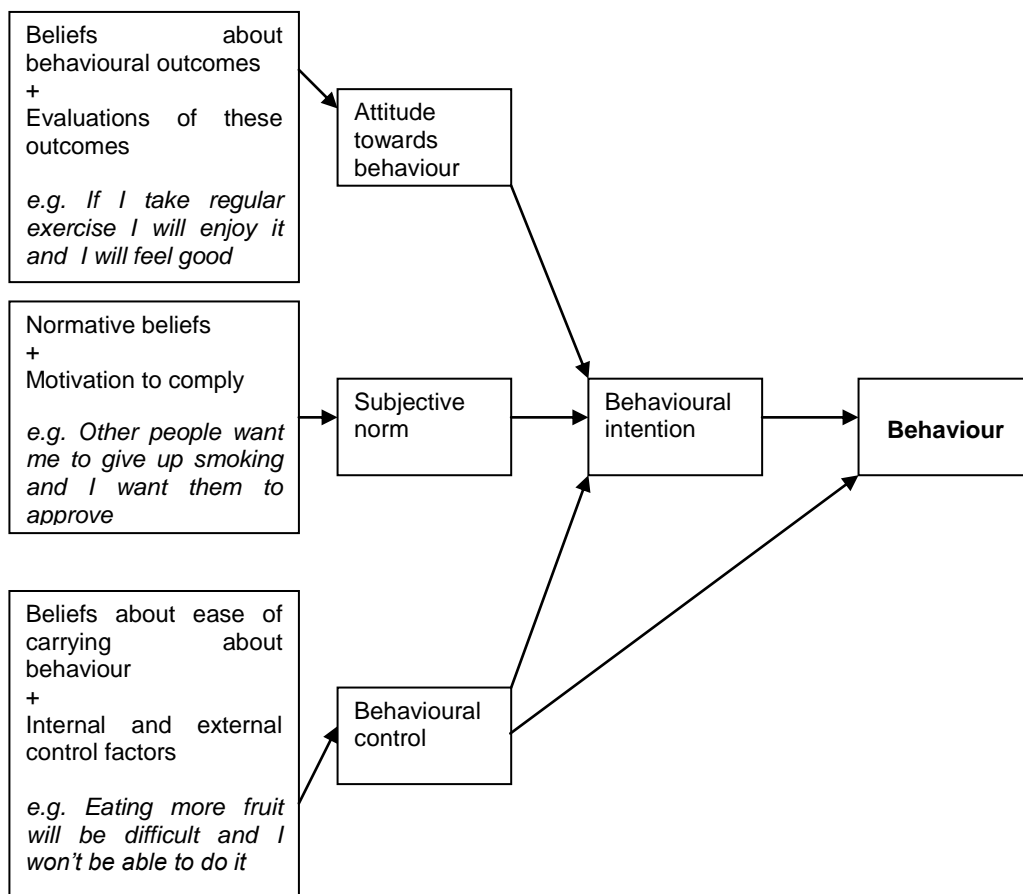 Beliefs about
behavioural outcomes
+
Evaluations of these
outcomes
e.g. If I take regular
exercise I will enjoy it
and I will feel good
Attitude
towards
behaviour
Normative beliefs
+
Motivation to comply
e.g. Other people want
me to give up smoking
and I want them to
approve
Subjective
norm
Behavioural
intention
Behaviour
Beliefs about ease of
carrying about
behaviour
+
Internal and external
control factors
e.g. Eating more fruit
will be difficult and I
won't be able to do it
Behavioural
control